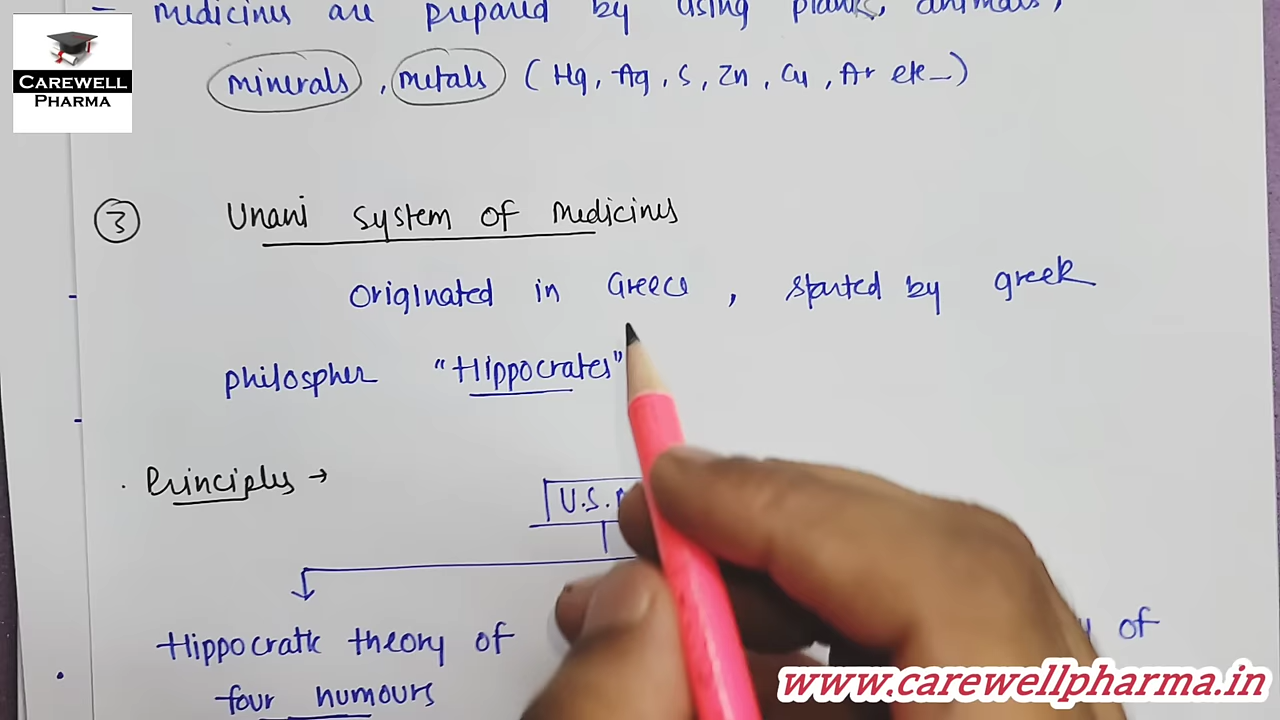 - medicines are prepared by using plants, animals,
CAREWELL
PHARMA
minerals , metals (Hg, Ag, S, Zn, Cu, Ar etc-)
3 Unani system of medicines
originated in Greece , started by greek
philospher "Hippocrates"
Principles →
U.S.
Hippocratic theory of of
four humours
www.carewellpharma.in